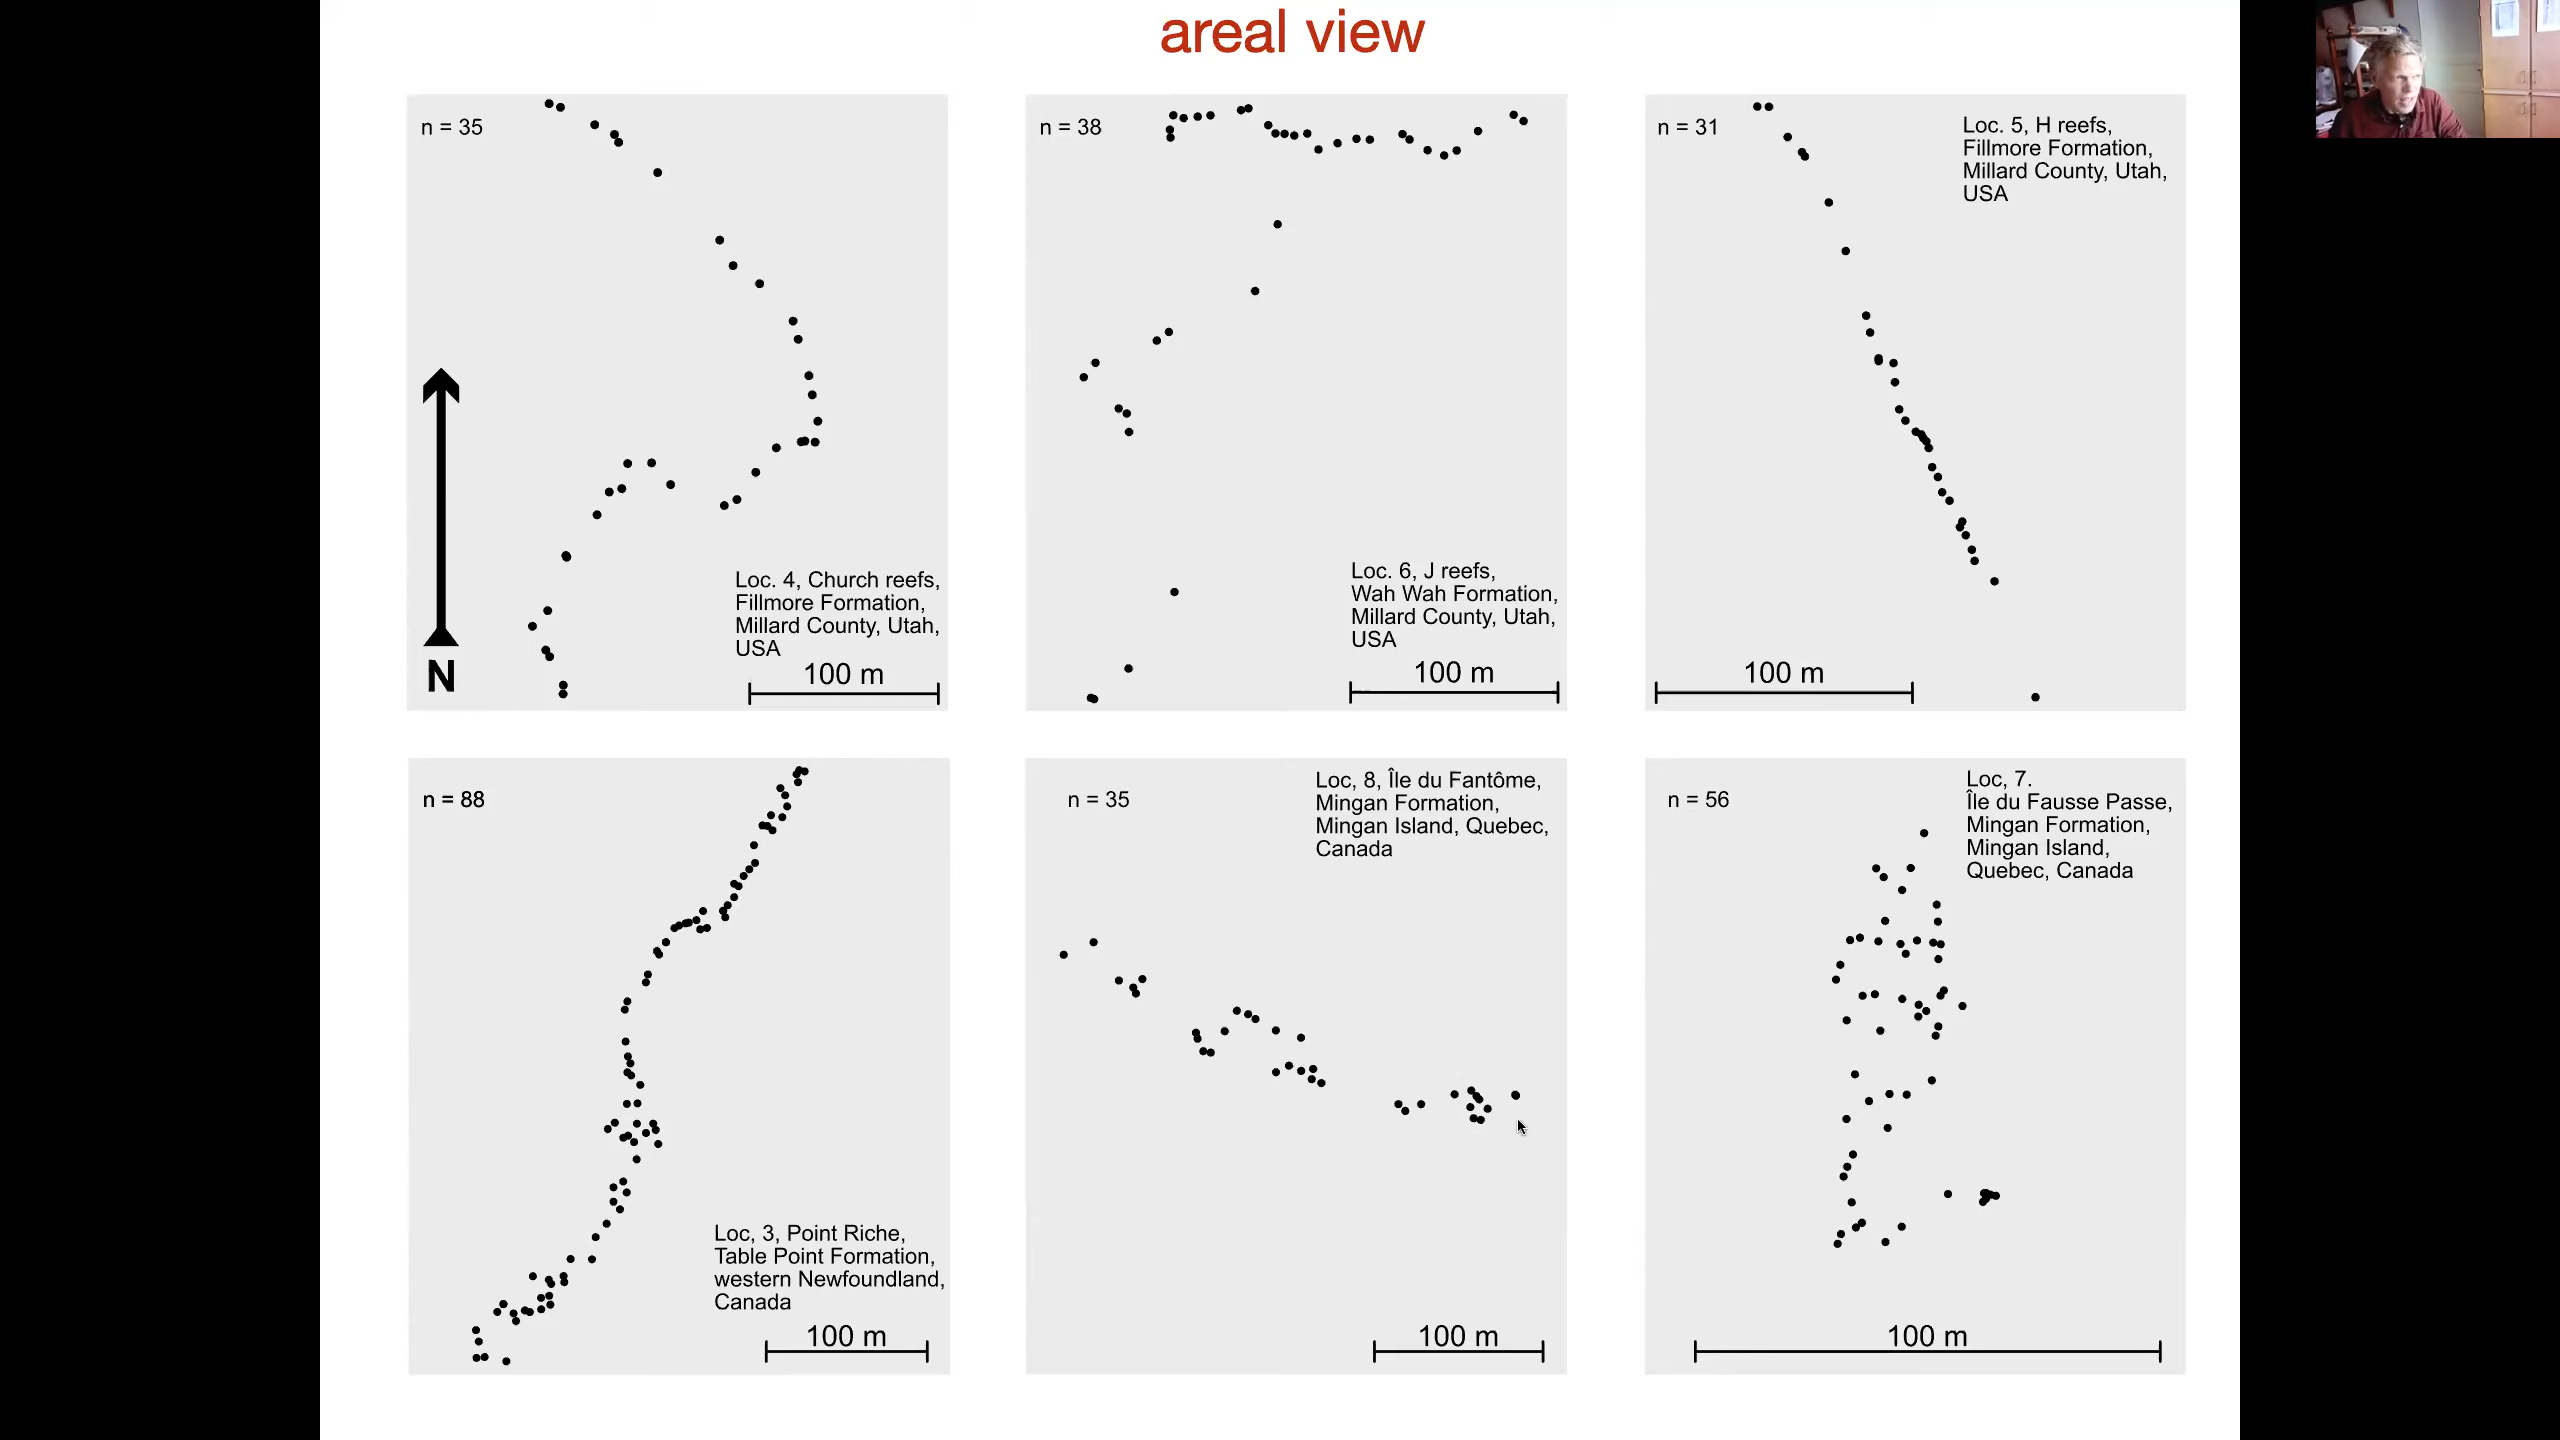 areal view
n = 35
Loc. 4, Church reefs,
Fillmore Formation,
Millard County, Utah,
USA
100 m
N
n = 38
Loc. 6, J reefs,
Wah Wah Formation,
Millard County, Utah,
USA
100 m
n = 31
Loc. 5, H reefs,
Fillmore Formation,
Millard County, Utah,
USA
100 m
n = 88
Loc, 3, Point Riche,
Table Point Formation,
western Newfoundland,
Canada
100 m
n = 35
Loc, 8, Île du Fantôme,
Mingan Formation,
Mingan Island, Quebec,
Canada
100 m
n = 56
Loc, 7.
Île du Fausse Passe,
Mingan Formation,
Mingan Island,
Quebec, Canada
100 m